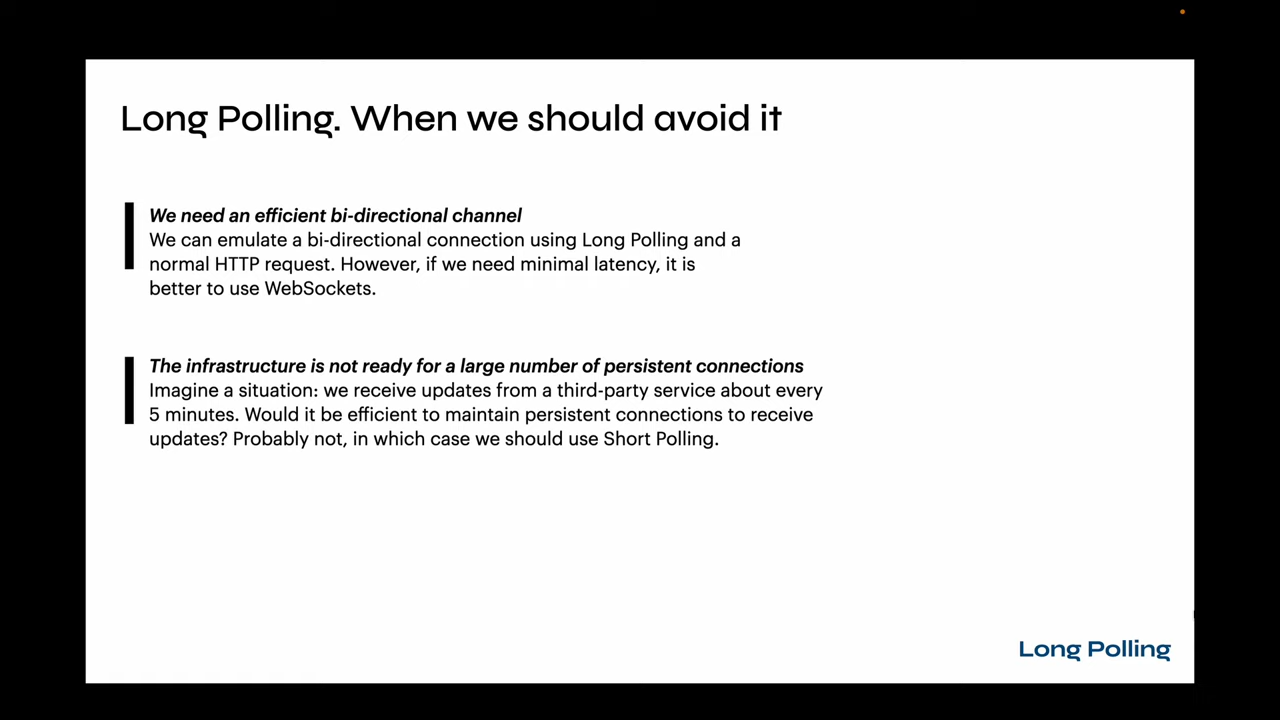 Long Polling. When we should avoid it
We need an efficient bi-directional channel
We can emulate a bi-directional connection using Long Polling and a
normal HTTP request. However, if we need minimal latency, it is
better to use WebSockets.
The infrastructure is not ready for a large number of persistent connections
Imagine a situation: we receive updates from a third-party service about every
5 minutes. Would it be efficient to maintain persistent connections to receive
updates? Probably not, in which case we should use Short Polling.
Long Polling